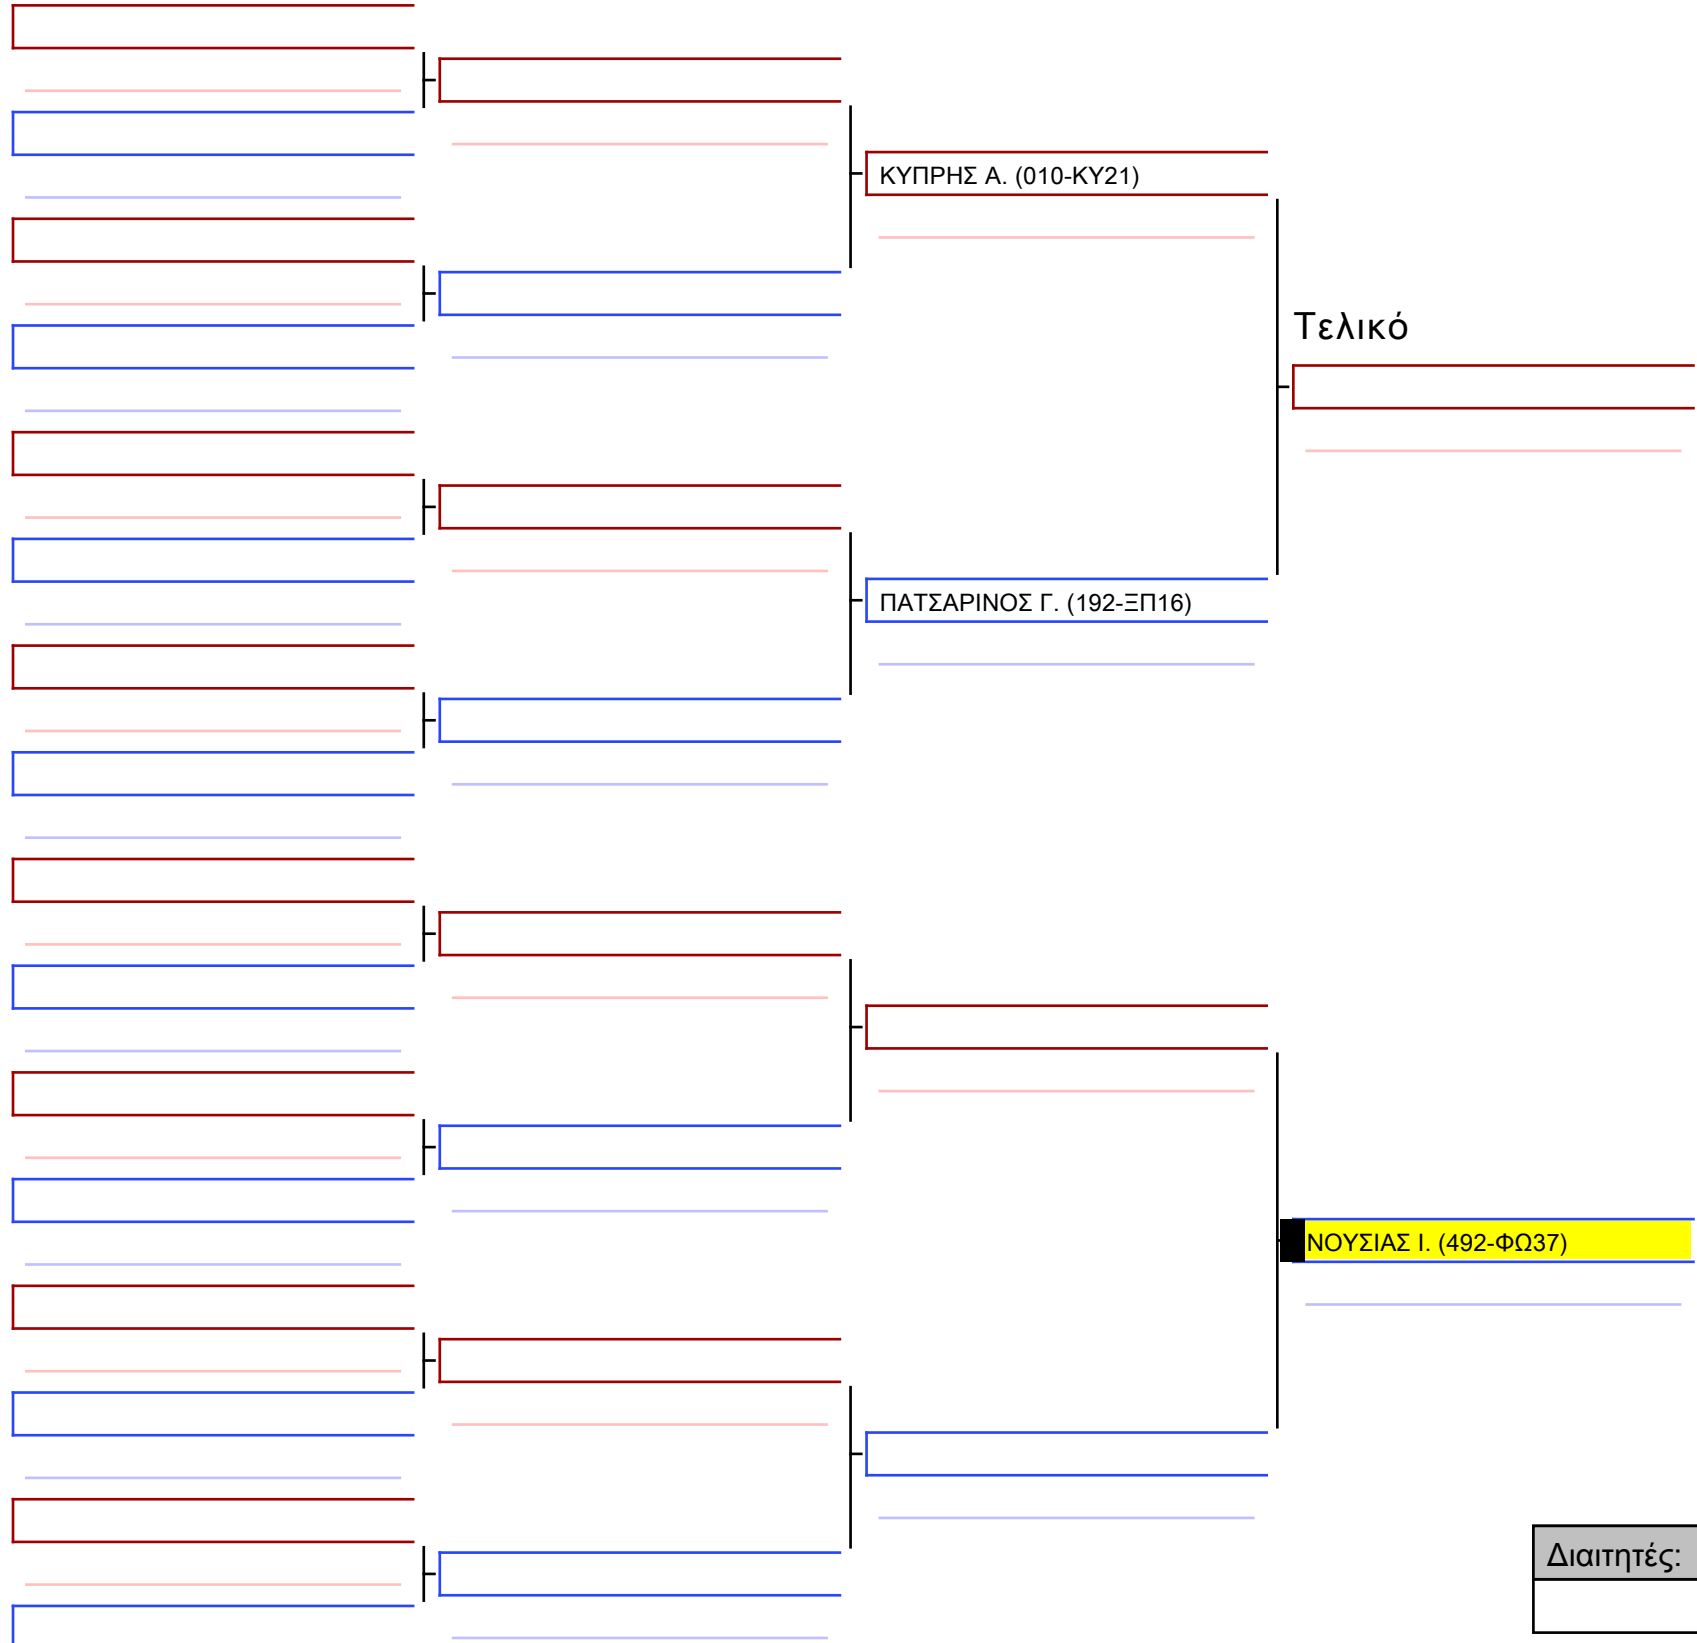 ΚΥΠΡΗΣ Α. (010-ΚΥ21)
Τελικό
ΠΑΤΣΑΡΙΝΟΣ Γ. (192-ΞΠ16)
ΝΟΥΣΙΑΣ Ι. (492-ΦΩ37)
Διαιτητές: